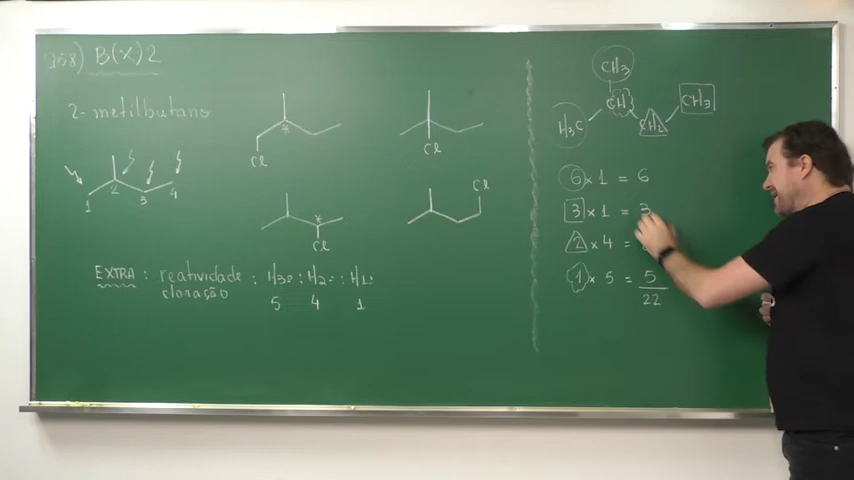 B(X)2
2-metilbutano
1 2 3 4
Cl
*
Cl
*
Cl
Cl
EXTRA: reatividade : H3º : H2º : H1º
cloração 5 4 1
CH3
H3C CH CH2 CH3
6 x 1 = 6
3 x 1 = 3
2 x 4 =
1 x 5 = 5
22